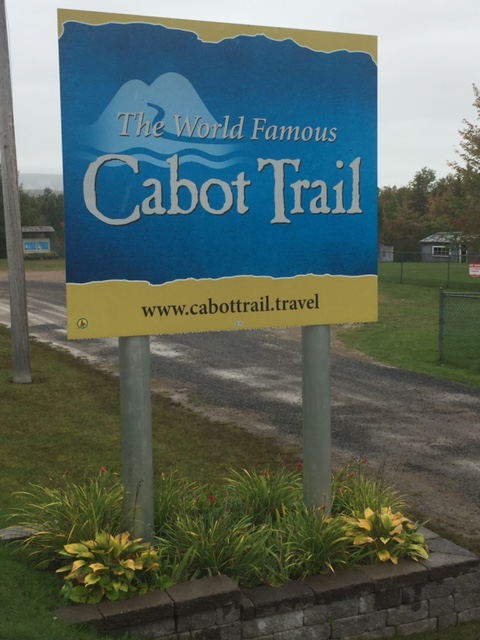 The World Famous
Cabot Trail
www.cabottrail.travel